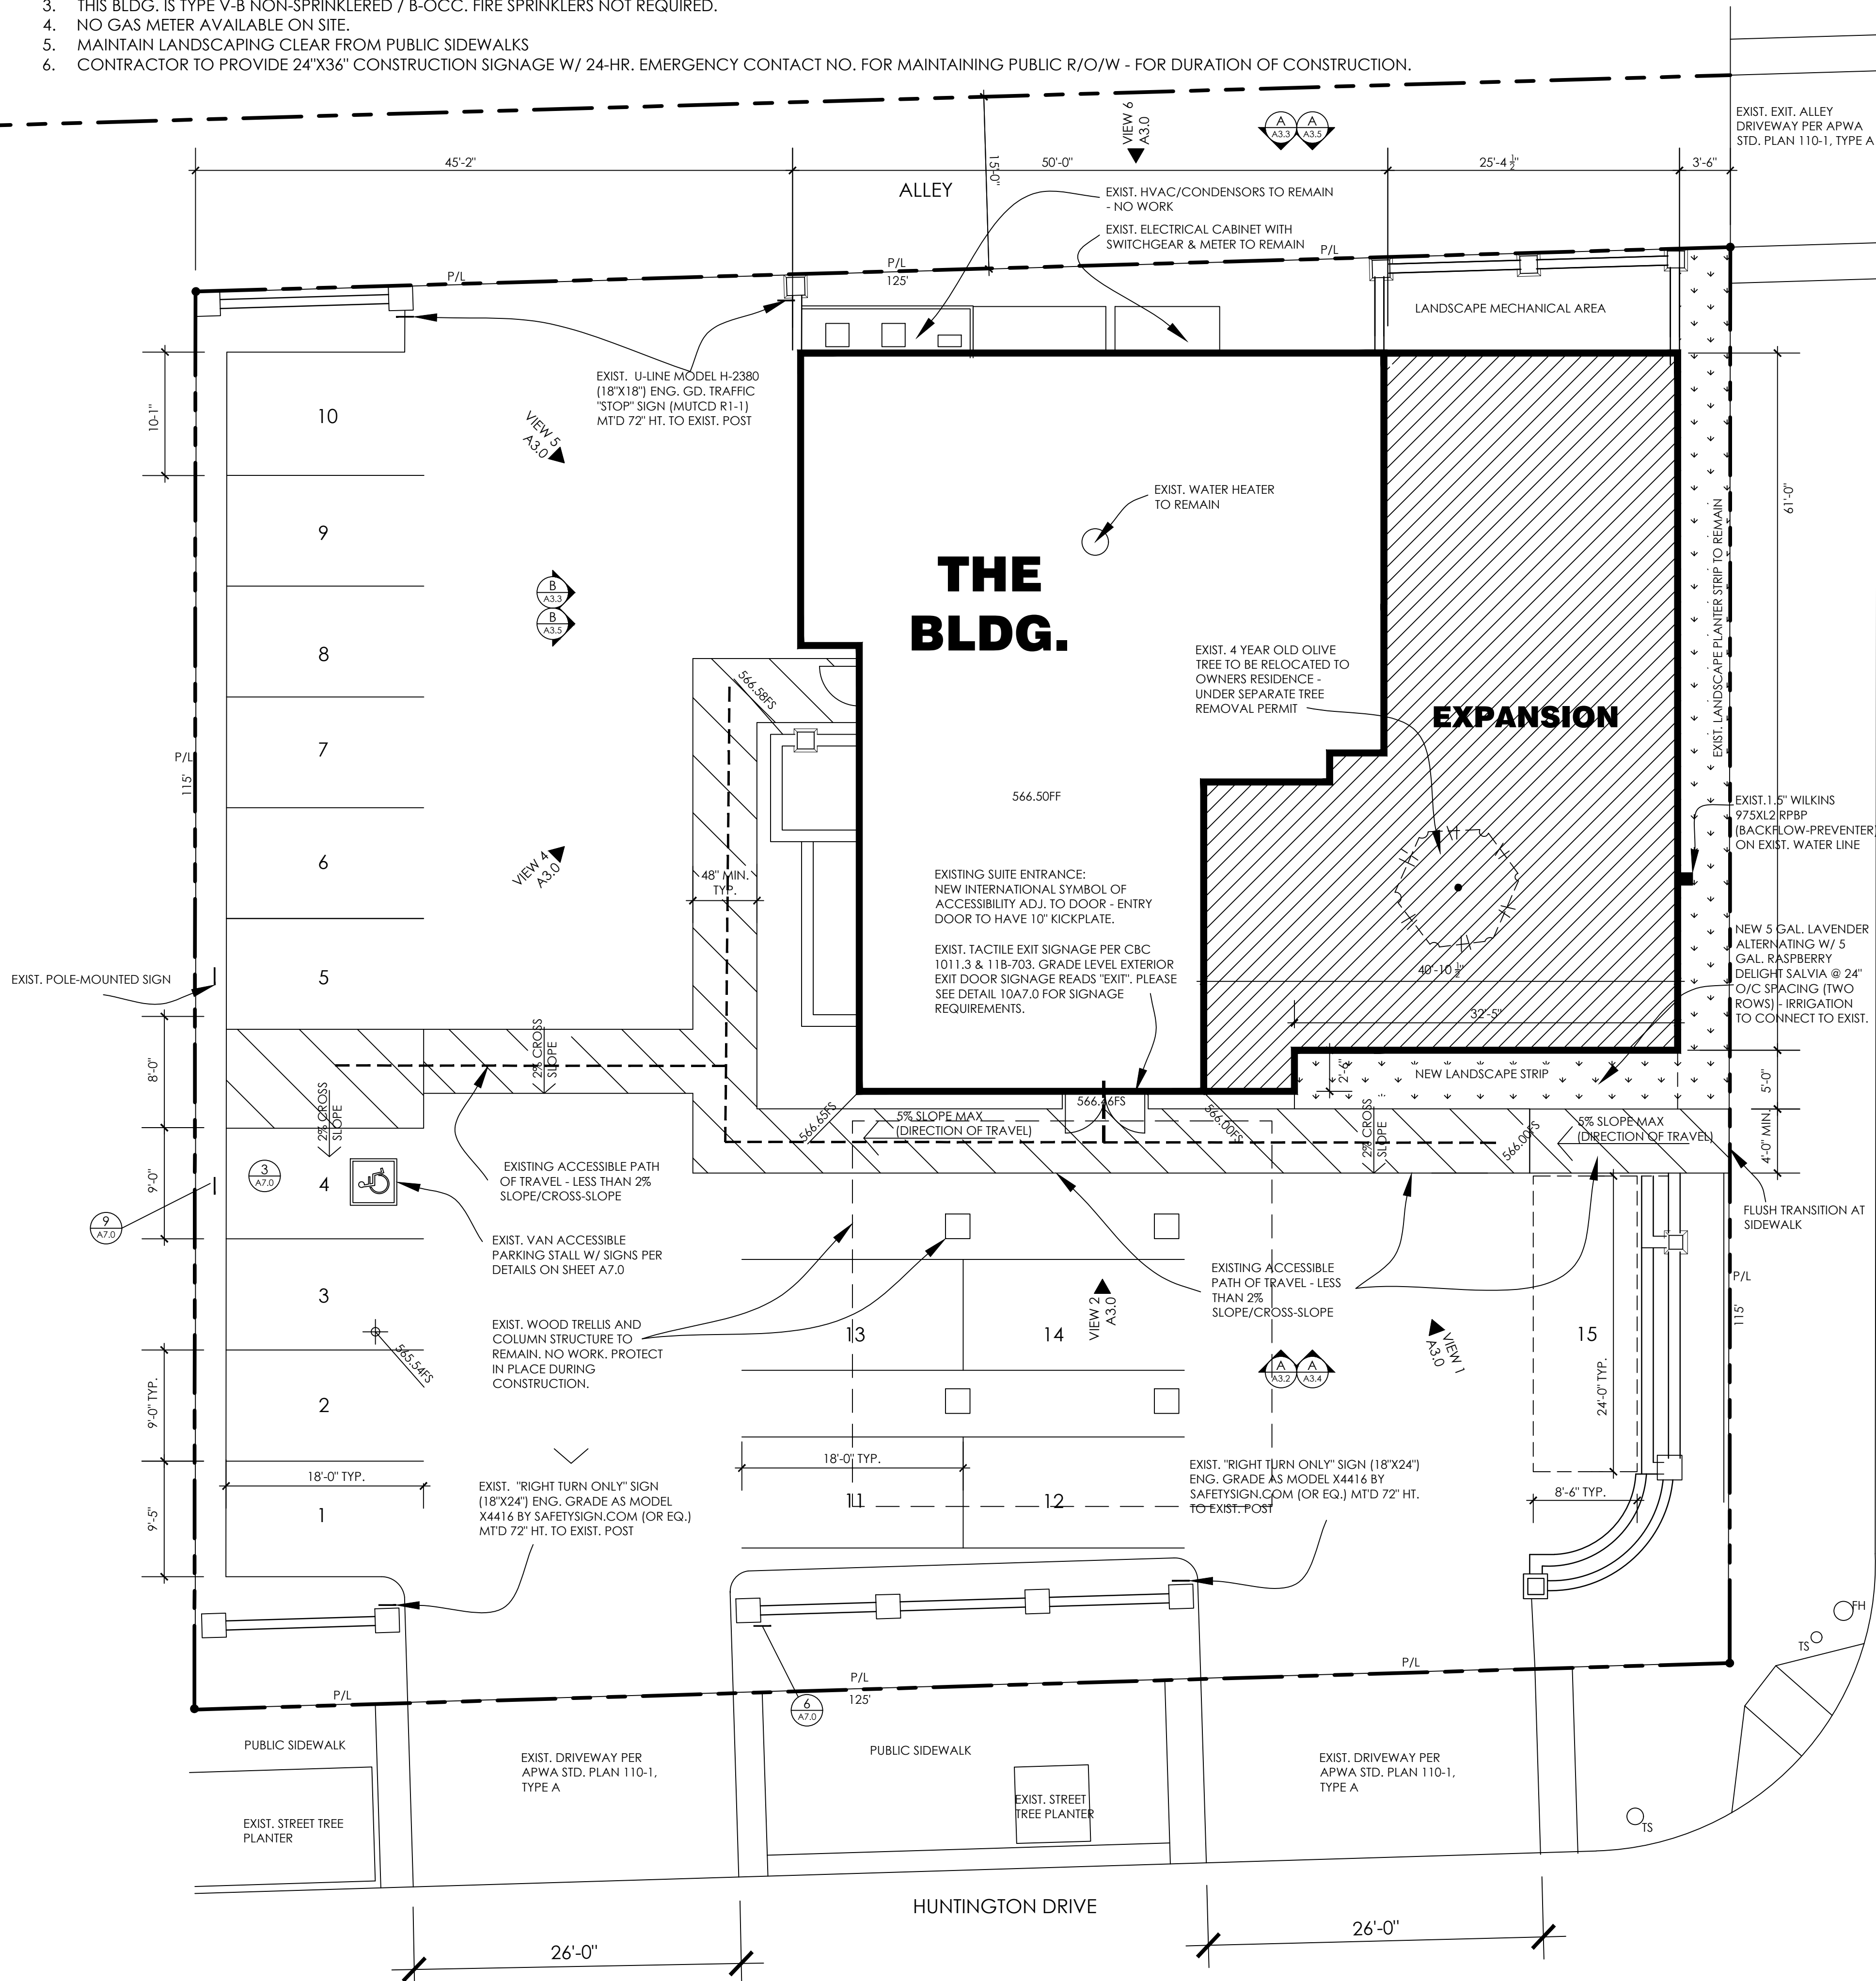 3. THIS BLDG. IS TYPE V-B NON-SPRINKLERED / B-OCC. FIRE SPRINKLERS NOT REQUIRED.
4. NO GAS METER AVAILABLE ON SITE.
5. MAINTAIN LANDSCAPING CLEAR FROM PUBLIC SIDEWALKS
6. CONTRACTOR TO PROVIDE 24"X36" CONSTRUCTION SIGNAGE W/ 24-HR. EMERGENCY CONTACT NO. FOR MAINTAINING PUBLIC R/O/W - FOR DURATION OF CONSTRUCTION.
EXIST. EXIT. ALLEY
DRIVEWAY PER APWA
STD. PLAN 110-1, TYPE A
VIEW 6
A3.0
A
A3.3
A
A3.5
45'-2"
15'-0"
50'-0"
25'-4 1/2"
3'-6"
ALLEY
EXIST. HVAC/CONDENSORS TO REMAIN
- NO WORK
EXIST. ELECTRICAL CABINET WITH
SWITCHGEAR & METER TO REMAIN
P/L
P/L
125'
P/L
LANDSCAPE MECHANICAL AREA
EXIST. U-LINE MODEL H-2380
(18"X18") ENG. GD. TRAFFIC
"STOP" SIGN (MUTCD R1-1)
MT'D 72" HT. TO EXIST. POST
10'-1"
10
VIEW 5
A3.0
9
EXIST. WATER HEATER
TO REMAIN
61'-0"
EXIST. LANDSCAPE PLANTER STRIP TO REMAIN
THE
BLDG.
B
A3.3
B
A3.5
8
566.58FS
EXIST. 4 YEAR OLD OLIVE
TREE TO BE RELOCATED TO
OWNERS RESIDENCE -
UNDER SEPARATE TREE
REMOVAL PERMIT
EXPANSION
7
P/L
115'
566.50FF
EXIST.1.5" WILKINS
975XL2 RPBP
(BACKFLOW-PREVENTER)
ON EXIST. WATER LINE
6
VIEW 4
A3.0
48" MIN.
TYP.
EXISTING SUITE ENTRANCE:
NEW INTERNATIONAL SYMBOL OF
ACCESSIBILITY ADJ. TO DOOR - ENTRY
DOOR TO HAVE 10" KICKPLATE.
EXIST. TACTILE EXIT SIGNAGE PER CBC
1011.3 & 11B-703. GRADE LEVEL EXTERIOR
EXIT DOOR SIGNAGE READS "EXIT". PLEASE
SEE DETAIL 10A7.0 FOR SIGNAGE
REQUIREMENTS.
NEW 5 GAL. LAVENDER
ALTERNATING W/ 5
GAL. RASPBERRY
DELIGHT SALVIA @ 24"
O/C SPACING (TWO
ROWS) - IRRIGATION
TO CONNECT TO EXIST.
40'-10 1/2"
32'-5"
EXIST. POLE-MOUNTED SIGN
5
8'-0"
2% CROSS
SLOPE
2% CROSS
SLOPE
2'-6"
NEW LANDSCAPE STRIP
5'-0"
566.65FS
5% SLOPE MAX
(DIRECTION OF TRAVEL)
566.46FS
566.00FS
2% CROSS
SLOPE
566.00FS
5% SLOPE MAX
(DIRECTION OF TRAVEL)
4'-0" MIN.
9'-0"
3
A7.0
4
9
A7.0
EXISTING ACCESSIBLE PATH
OF TRAVEL - LESS THAN 2%
SLOPE/CROSS-SLOPE
FLUSH TRANSITION AT
SIDEWALK
EXIST. VAN ACCESSIBLE
PARKING STALL W/ SIGNS PER
DETAILS ON SHEET A7.0
EXISTING ACCESSIBLE
PATH OF TRAVEL - LESS
THAN 2%
SLOPE/CROSS-SLOPE
P/L
115'
3
565.54FS
EXIST. WOOD TRELLIS AND
COLUMN STRUCTURE TO
REMAIN. NO WORK. PROTECT
IN PLACE DURING
CONSTRUCTION.
13
14
VIEW 2
A3.0
A
A3.2
A
A3.4
VIEW 1
A3.0
15
24'-0" TYP.
9'-0" TYP.
2
18'-0" TYP.
18'-0" TYP.
9'-5"
1
EXIST. "RIGHT TURN ONLY" SIGN
(18"X24") ENG. GRADE AS MODEL
X4416 BY SAFETYSIGN.COM (OR EQ.)
MT'D 72" HT. TO EXIST. POST
11
12
EXIST. "RIGHT TURN ONLY" SIGN (18"X24")
ENG. GRADE AS MODEL X4416 BY
SAFETYSIGN.COM (OR EQ.) MT'D 72" HT.
TO EXIST. POST
8'-6" TYP.
FH
TS
P/L
P/L
125'
P/L
6
A7.0
PUBLIC SIDEWALK
EXIST. DRIVEWAY PER
APWA STD. PLAN 110-1,
TYPE A
PUBLIC SIDEWALK
EXIST. DRIVEWAY PER
APWA STD. PLAN 110-1,
TYPE A
EXIST. STREET TREE
PLANTER
EXIST. STREET
TREE PLANTER
TS
HUNTINGTON DRIVE
26'-0"
26'-0"